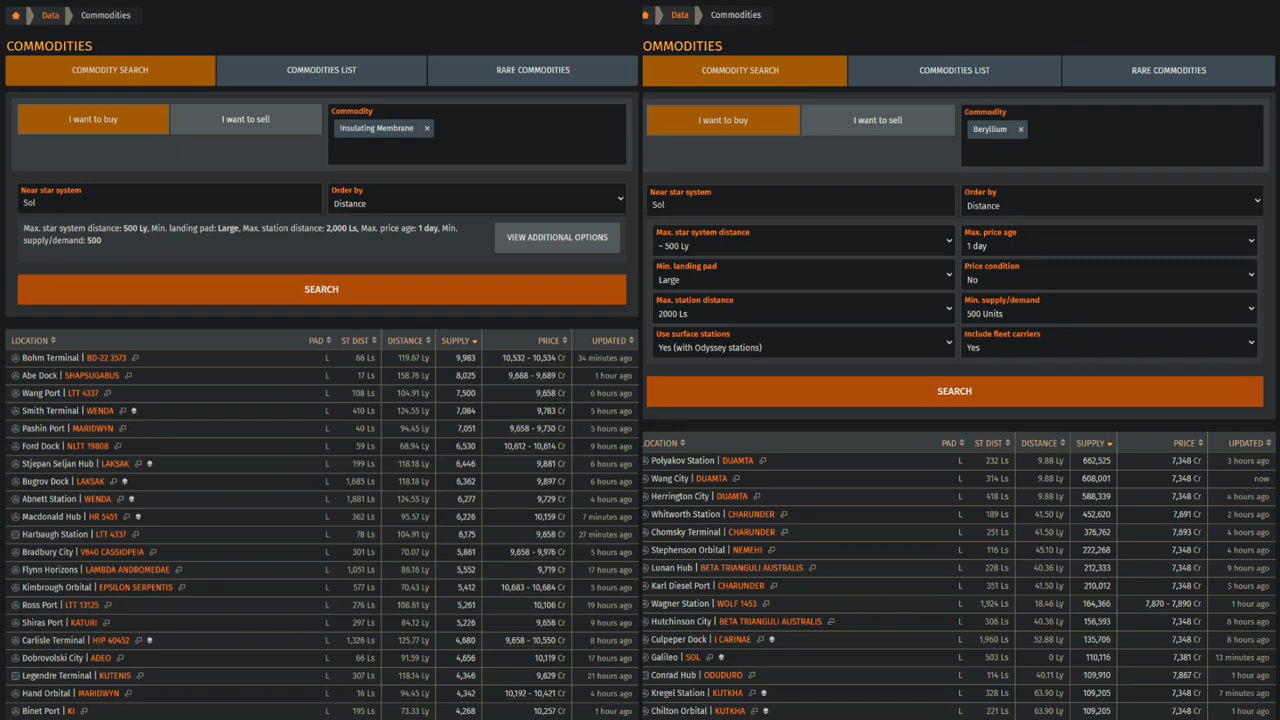 Data Commodities
COMMODITIES
COMMODITY SEARCH COMMODITIES LIST RARE COMMODITIES
I want to buy I want to sell
Commodity
Insulating Membrane ×
Near star system
Sol
Order by
Distance
Max. star system distance: 500 Ly, Min. landing pad: Large, Max. station distance: 2,000 Ls, Max. price age: 1 day, Min.
supply/demand: 500
VIEW ADDITIONAL OPTIONS
SEARCH
LOCATION PAD ST DIST DISTANCE SUPPLY PRICE UPDATED
Bohm Terminal | BD-22 3573 L 66 Ls 119.67 Ly 9,983 10,532 - 10,534 Cr 34 minutes ago
Abe Dock | SHAPSUGABUS L 17 Ls 158.76 Ly 8,025 9,688 - 9,689 Cr 1 hour ago
Wang Port | LTT 4337 L 108 Ls 104.91 Ly 7,500 9,658 Cr 6 hours ago
Smith Terminal | WENDA L 410 Ls 124.55 Ly 7,084 9,783 Cr 5 hours ago
Pashin Port | MARIDWYN L 40 Ls 94.45 Ly 7,051 9,658 - 9,730 Cr 5 hours ago
Ford Dock | NLTT 19808 L 59 Ls 68.94 Ly 6,530 10,612 - 10,614 Cr 9 hours ago
Stjepan Seljan Hub | LAKSAK L 199 Ls 118.18 Ly 6,446 9,881 Cr 6 hours ago
Bugrov Dock | LAKSAK L 1,685 Ls 118.18 Ly 6,362 9,897 Cr 6 hours ago
Abnett Station | WENDA L 1,881 Ls 124.55 Ly 6,277 9,729 Cr 4 hours ago
Macdonald Hub | HR 5451 L 362 Ks 95.57 Ly 6,226 10,159 Cr 7 minutes ago
Harbaugh Station | LTT 4337 L 78 Ls 104.91 Ly 6,175 9,658 Cr 27 minutes ago
Bradbury City | V640 CASSIOPEIA L 301 Ls 70.07 Ly 5,861 9,658 - 9,976 Cr 5 hours ago
Flynn Horizons | LAMBDA ANDROMEDAE L 1,051 Ls 86.16 Ly 5,552 9,719 Cr 17 hours ago
Kimbrough Orbital | EPSILON SERPENTIS L 577 Ls 70.43 Ly 5,412 10,683 - 10,684 Cr 5 hours ago
Ross Port | LTT 13125 L 276 Ls 108.61 Ly 5,261 10,106 Cr 19 hours ago
Shiras Port | KATURI L 297 Ls 84.12 Ly 5,226 9,658 Cr 9 hours ago
Carlisle Terminal | HIP 40452 L 1,326 Ls 125.77 Ly 4,680 9,658 - 10,550 Cr 8 hours ago
Dobrovolski City | ADEO L 62 Ls 91.59 Ly 4,656 10,119 Cr 17 hours ago
Legendre Terminal | KUTENIS L 307 Ls 118.14 Ly 4,346 9,629 Cr 21 hours ago
Hand Orbital | MARIDWYN L 16 Ls 94.45 Ly 4,342 10,192 - 10,421 Cr 4 hours ago
Binet Port | KI L 195 Ls 73.33 Ly 4,268 10,257 Cr 1 hour ago
Data Commodities
OMMODITIES
COMMODITY SEARCH COMMODITIES LIST RARE COMMODITIES
I want to buy I want to sell
Commodity
Beryllium ×
Near star system
Sol
Order by
Distance
Max. star system distance Max. price age
~ 500 Ly 1 day
Min. landing pad Price condition
Large No
Max. station distance Min. supply/demand
2000 Ls 500 Units
Use surface stations Include fleet carriers
Yes (with Odyssey stations) Yes
SEARCH
OCATION PAD ST DIST DISTANCE SUPPLY PRICE UPDATED
Polyakov Station | DUAMTA L 232 Ls 9.88 Ly 662,525 7,348 Cr 3 hours ago
Wang City | DUAMTA L 314 Ls 9.88 Ly 608,001 7,348 Cr now
Herrington City | DUAMTA L 418 Ls 9.88 Ly 588,339 7,348 Cr 4 hours ago
Whitworth Station | CHARUNDER L 189 Ls 41.50 Ly 452,620 7,691 Cr 2 hours ago
Chomsky Terminal | CHARUNDER L 251 Ls 41.50 Ly 376,762 7,693 Cr 4 hours ago
Stephenson Orbital | NEMEHI L 116 Ls 45.10 Ly 222,268 7,348 Cr 4 hours ago
Lunan Hub | BETA TRIANGULI AUSTRALIS L 228 Ls 40.36 Ly 212,333 7,348 Cr 9 hours ago
Karl Diesel Port | CHARUNDER L 351 Ls 41.50 Ly 210,012 7,348 Cr 5 hours ago
Wagner Station | WOLF 1453 L 1,924 Ls 18.46 Ly 164,366 7,870 - 7,890 Cr 1 hour ago
Hutchinson City | BETA TRIANGULI AUSTRALIS L 306 Ls 40.36 Ly 156,593 7,348 Cr 8 hours ago
Culpeper Dock | I CARINAE L 1,960 Ls 52.88 Ly 135,706 7,348 Cr 8 hours ago
Galileo | SOL L 503 Ls 0 Ly 110,116 7,381 Cr 13 minutes ago
Conrad Hub | ODUDURO L 114 Ls 40.11 Ly 109,910 7,867 Cr 1 hour ago
Kregel Station | KUTKHA L 328 Ls 63.90 Ly 109,205 7,348 Cr 7 minutes ago
Chilton Orbital | KUTKHA L 221 Ls 63.90 Ly 109,205 7,348 Cr 1 hour ago